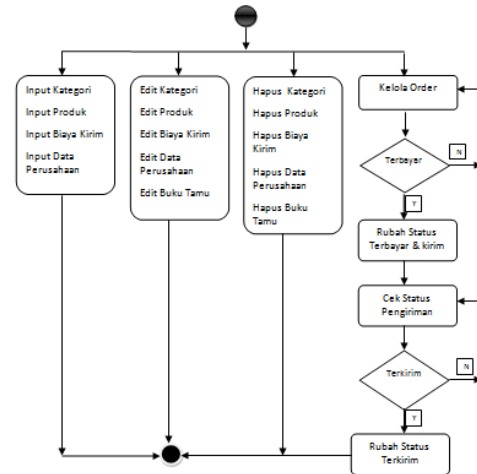 Input Kategori
Input Produk
Input Biaya Kirim
Input Data
Perusahaan
Edit Kategori
Edit Produk
Edit Biaya Kirim
Edit Data
Perusahaan
Edit Buku Tamu
Hapus Kategori
Hapus Produk
Hapus Biaya
Kirim
Hapus Data
Perusahaan
Hapus Buku
Tamu
Kelola Order
Terbayar
N
Y
Rubah Status
Terbayar & kirim
Cek Status
Pengiriman
Terkirim
N
Y
Rubah Status
Terkirim